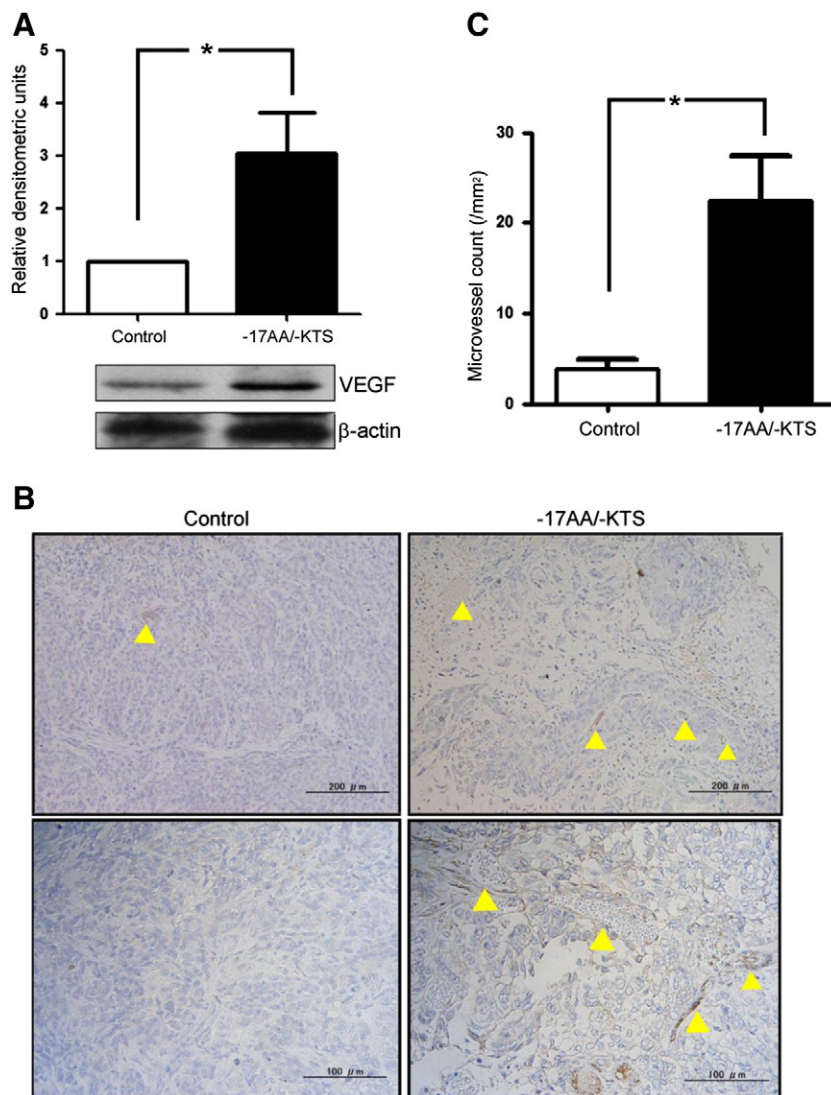 A
Relative densitometric units
5
4
3
2
1
0
*
Control
-17AA/-KTS
VEGF
β-actin
C
Microvessel count (/mm²)
30
20
10
0
*
Control
-17AA/-KTS
B
Control
-17AA/-KTS
200 μm
200 μm
100 μm
100 μm